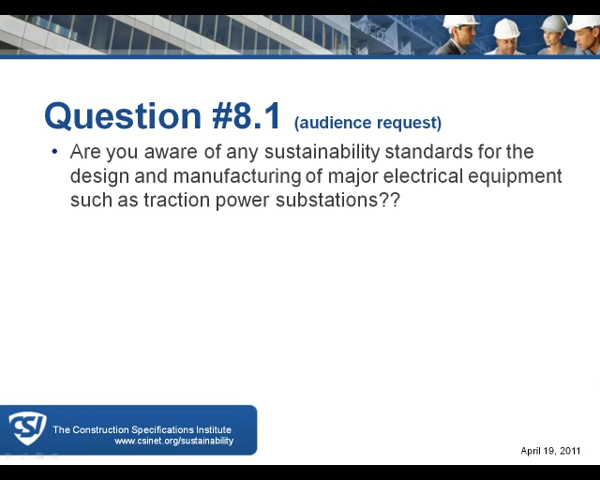 Question #8.1 (audience request)
• Are you aware of any sustainability standards for the
design and manufacturing of major electrical equipment
such as traction power substations??
CSI
The Construction Specifications Institute
www.csinet.org/sustainability
April 19, 2011